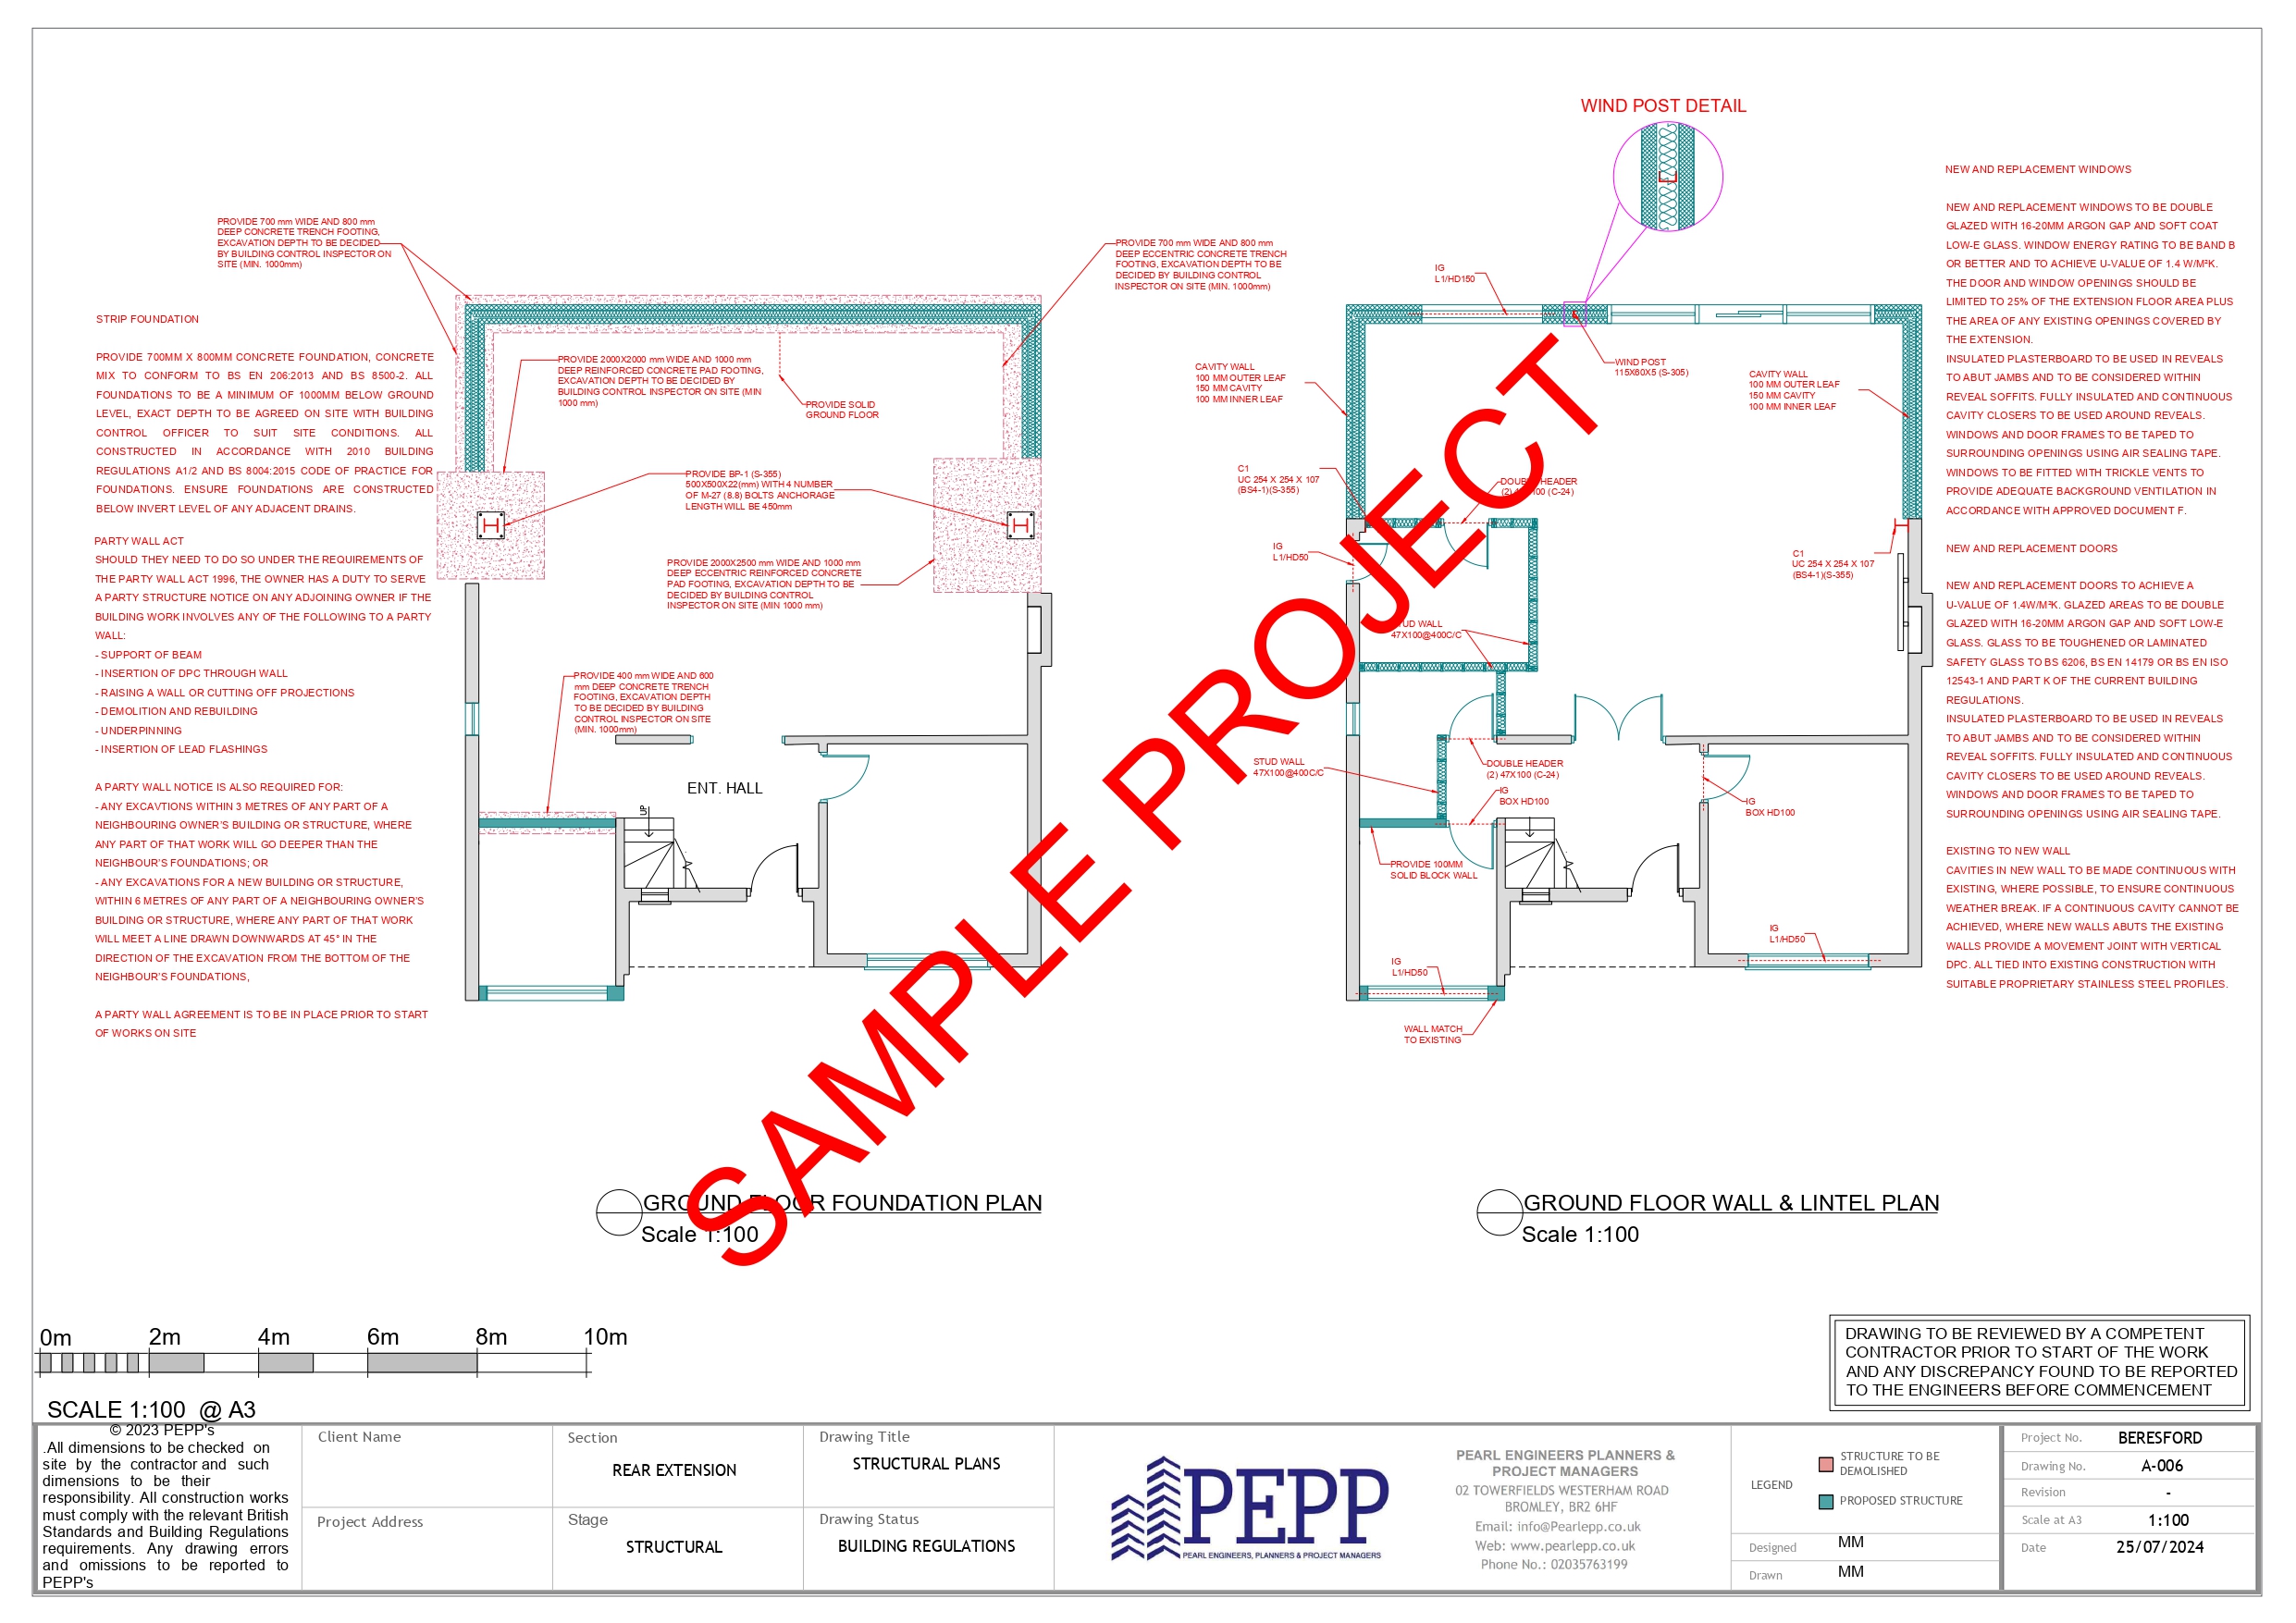 WIND POST DETAIL
PROVIDE 700 mm WIDE AND 800 mm
DEEP CONCRETE TRENCH FOOTING,
EXCAVATION DEPTH TO BE DECIDED
BY BUILDING CONTROL INSPECTOR ON
SITE (MIN. 1000mm)
STRIP FOUNDATION
PROVIDE 700MM X 800MM CONCRETE FOUNDATION, CONCRETE
MIX TO CONFORM TO BS EN 206:2013 AND BS 8500-2. ALL
FOUNDATIONS TO BE A MINIMUM OF 1000MM BELOW GROUND
LEVEL, EXACT DEPTH TO BE AGREED ON SITE WITH BUILDING
CONTROL OFFICER TO SUIT SITE CONDITIONS. ALL
CONSTRUCTED IN ACCORDANCE WITH 2010 BUILDING
REGULATIONS A1/2 AND BS 8004:2015 CODE OF PRACTICE FOR
FOUNDATIONS. ENSURE FOUNDATIONS ARE CONSTRUCTED
BELOW INVERT LEVEL OF ANY ADJACENT DRAINS.
PARTY WALL ACT
SHOULD THEY NEED TO DO SO UNDER THE REQUIREMENTS OF
THE PARTY WALL ACT 1996, THE OWNER HAS A DUTY TO SERVE
A PARTY STRUCTURE NOTICE ON ANY ADJOINING OWNER IF THE
BUILDING WORK INVOLVES ANY OF THE FOLLOWING TO A PARTY
WALL:
- SUPPORT OF BEAM
- INSERTION OF DPC THROUGH WALL
- RAISING A WALL OR CUTTING OFF PROJECTIONS
- DEMOLITION AND REBUILDING
- UNDERPINNING
- INSERTION OF LEAD FLASHINGS
A PARTY WALL NOTICE IS ALSO REQUIRED FOR:
- ANY EXCAVTIONS WITHIN 3 METRES OF ANY PART OF A
NEIGHBOURING OWNER'S BUILDING OR STRUCTURE, WHERE
ANY PART OF THAT WORK WILL GO DEEPER THAN THE
NEIGHBOUR'S FOUNDATIONS; OR
- ANY EXCAVATIONS FOR A NEW BUILDING OR STRUCTURE,
WITHIN 6 METRES OF ANY PART OF A NEIGHBOURING OWNER'S
BUILDING OR STRUCTURE, WHERE ANY PART OF THAT WORK
WILL MEET A LINE DRAWN DOWNWARDS AT 45° IN THE
DIRECTION OF THE EXCAVATION FROM THE BOTTOM OF THE
NEIGHBOUR'S FOUNDATIONS,
A PARTY WALL AGREEMENT IS TO BE IN PLACE PRIOR TO START
OF WORKS ON SITE
PROVIDE 2000X2000 mm WIDE AND 1000 mm
DEEP REINFORCED CONCRETE PAD FOOTING,
EXCAVATION DEPTH TO BE DECIDED BY
BUILDING CONTROL INSPECTOR ON SITE (MIN
1000 mm)
PROVIDE SOLID
GROUND FLOOR
PROVIDE BP-1 (S-355)
500X500X22(mm) WITH 4 NUMBER
OF M-27 (8.8) BOLTS ANCHORAGE
LENGTH WILL BE 450mm
PROVIDE 2000X2500 mm WIDE AND 1000 mm
DEEP ECCENTRIC REINFORCED CONCRETE
PAD FOOTING, EXCAVATION DEPTH TO BE
DECIDED BY BUILDING CONTROL
INSPECTOR ON SITE (MIN 1000 mm)
PROVIDE 400 mm WIDE AND 600
mm DEEP CONCRETE TRENCH
FOOTING, EXCAVATION DEPTH
TO BE DECIDED BY BUILDING
CONTROL INSPECTOR ON SITE
(MIN. 1000mm)
ENT. HALL
UP
PROVIDE 700 mm WIDE AND 800 mm
DEEP ECCENTRIC CONCRETE TRENCH
FOOTING, EXCAVATION DEPTH TO BE
DECIDED BY BUILDING CONTROL
INSPECTOR ON SITE (MIN. 1000mm)
IG
L1/HD150
CAVITY WALL
100 MM OUTER LEAF
150 MM CAVITY
100 MM INNER LEAF
WIND POST
115X60X5 (S-305)
CAVITY WALL
100 MM OUTER LEAF
150 MM CAVITY
100 MM INNER LEAF
C1
UC 254 X 254 X 107
(BS4-1)(S-355)
DOUBLE HEADER
(2) 47X100 (C-24)
IG
L1/HD50
C1
UC 254 X 254 X 107
(BS4-1)(S-355)
STUD WALL
47X100@400C/C
STUD WALL
47X100@400C/C
DOUBLE HEADER
(2) 47X100 (C-24)
IG
BOX HD100
IG
BOX HD100
PROVIDE 100MM
SOLID BLOCK WALL
IG
L1/HD50
IG
L1/HD50
WALL MATCH
TO EXISTING
NEW AND REPLACEMENT WINDOWS
NEW AND REPLACEMENT WINDOWS TO BE DOUBLE
GLAZED WITH 16-20MM ARGON GAP AND SOFT COAT
LOW-E GLASS. WINDOW ENERGY RATING TO BE BAND B
OR BETTER AND TO ACHIEVE U-VALUE OF 1.4 W/M²K.
THE DOOR AND WINDOW OPENINGS SHOULD BE
LIMITED TO 25% OF THE EXTENSION FLOOR AREA PLUS
THE AREA OF ANY EXISTING OPENINGS COVERED BY
THE EXTENSION.
INSULATED PLASTERBOARD TO BE USED IN REVEALS
TO ABUT JAMBS AND TO BE CONSIDERED WITHIN
REVEAL SOFFITS. FULLY INSULATED AND CONTINUOUS
CAVITY CLOSERS TO BE USED AROUND REVEALS.
WINDOWS AND DOOR FRAMES TO BE TAPED TO
SURROUNDING OPENINGS USING AIR SEALING TAPE.
WINDOWS TO BE FITTED WITH TRICKLE VENTS TO
PROVIDE ADEQUATE BACKGROUND VENTILATION IN
ACCORDANCE WITH APPROVED DOCUMENT F.
NEW AND REPLACEMENT DOORS
NEW AND REPLACEMENT DOORS TO ACHIEVE A
U-VALUE OF 1.4W/M²K. GLAZED AREAS TO BE DOUBLE
GLAZED WITH 16-20MM ARGON GAP AND SOFT LOW-E
GLASS. GLASS TO BE TOUGHENED OR LAMINATED
SAFETY GLASS TO BS 6206, BS EN 14179 OR BS EN ISO
12543-1 AND PART K OF THE CURRENT BUILDING
REGULATIONS.
INSULATED PLASTERBOARD TO BE USED IN REVEALS
TO ABUT JAMBS AND TO BE CONSIDERED WITHIN
REVEAL SOFFITS. FULLY INSULATED AND CONTINUOUS
CAVITY CLOSERS TO BE USED AROUND REVEALS.
WINDOWS AND DOOR FRAMES TO BE TAPED TO
SURROUNDING OPENINGS USING AIR SEALING TAPE.
EXISTING TO NEW WALL
CAVITIES IN NEW WALL TO BE MADE CONTINUOUS WITH
EXISTING, WHERE POSSIBLE, TO ENSURE CONTINUOUS
WEATHER BREAK. IF A CONTINUOUS CAVITY CANNOT BE
ACHIEVED, WHERE NEW WALLS ABUTS THE EXISTING
WALLS PROVIDE A MOVEMENT JOINT WITH VERTICAL
DPC. ALL TIED INTO EXISTING CONSTRUCTION WITH
SUITABLE PROPRIETARY STAINLESS STEEL PROFILES.
SAMPLE PROJECT
GROUND FLOOR FOUNDATION PLAN
Scale 1:100
GROUND FLOOR WALL & LINTEL PLAN
Scale 1:100
0m 2m 4m 6m 8m 10m
SCALE 1:100 @ A3
DRAWING TO BE REVIEWED BY A COMPETENT
CONTRACTOR PRIOR TO START OF THE WORK
AND ANY DISCREPANCY FOUND TO BE REPORTED
TO THE ENGINEERS BEFORE COMMENCEMENT
© 2023 PEPP's
.All dimensions to be checked on
site by the contractor and such
dimensions to be their
responsibility. All construction works
must comply with the relevant British
Standards and Building Regulations
requirements. Any drawing errors
and omissions to be reported to
PEPP's
Client Name
Project Address
Section
REAR EXTENSION
Stage
STRUCTURAL
Drawing Title
STRUCTURAL PLANS
Drawing Status
BUILDING REGULATIONS
PEPP
PEARL ENGINEERS, PLANNERS & PROJECT MANAGERS
PEARL ENGINEERS PLANNERS &
PROJECT MANAGERS
02 TOWERFIELDS WESTERHAM ROAD
BROMLEY, BR2 6HF
Email: info@Pearlepp.co.uk
Web: www.pearlepp.co.uk
Phone No.: 02035763199
LEGEND
STRUCTURE TO BE
DEMOLISHED
PROPOSED STRUCTURE
Designed MM
Drawn MM
Project No. BERESFORD
Drawing No. A-006
Revision -
Scale at A3 1:100
Date 25/07/2024